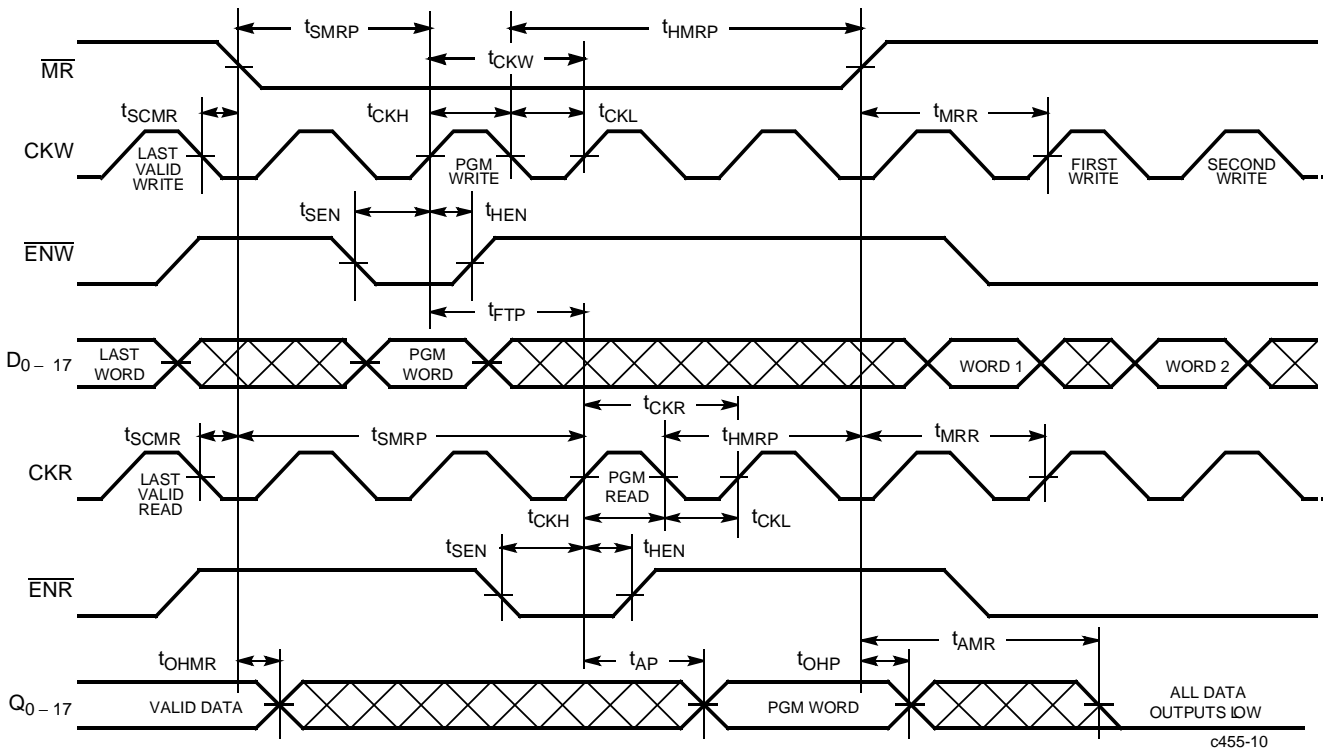 tSMRP
tHMRP
tCKW
MR
tSCMR
tCKH
tCKL
tMRR
CKW
LAST
VALID
WRITE
PGM
WRITE
FIRST
WRITE
SECOND
WRITE
tSEN
tHEN
ENW
tFTP
D0 – 17
LAST
WORD
PGM
WORD
WORD 1
WORD 2
tCKR
tSCMR
tSMRP
tHMRP
tMRR
CKR
LAST
VALID
READ
PGM
READ
tCKH
tCKL
tSEN
tHEN
ENR
tAMR
tOHMR
tAP
tOHP
Q0 – 17
VALID DATA
PGM WORD
ALL DATA
OUTPUTS LOW
c455-10